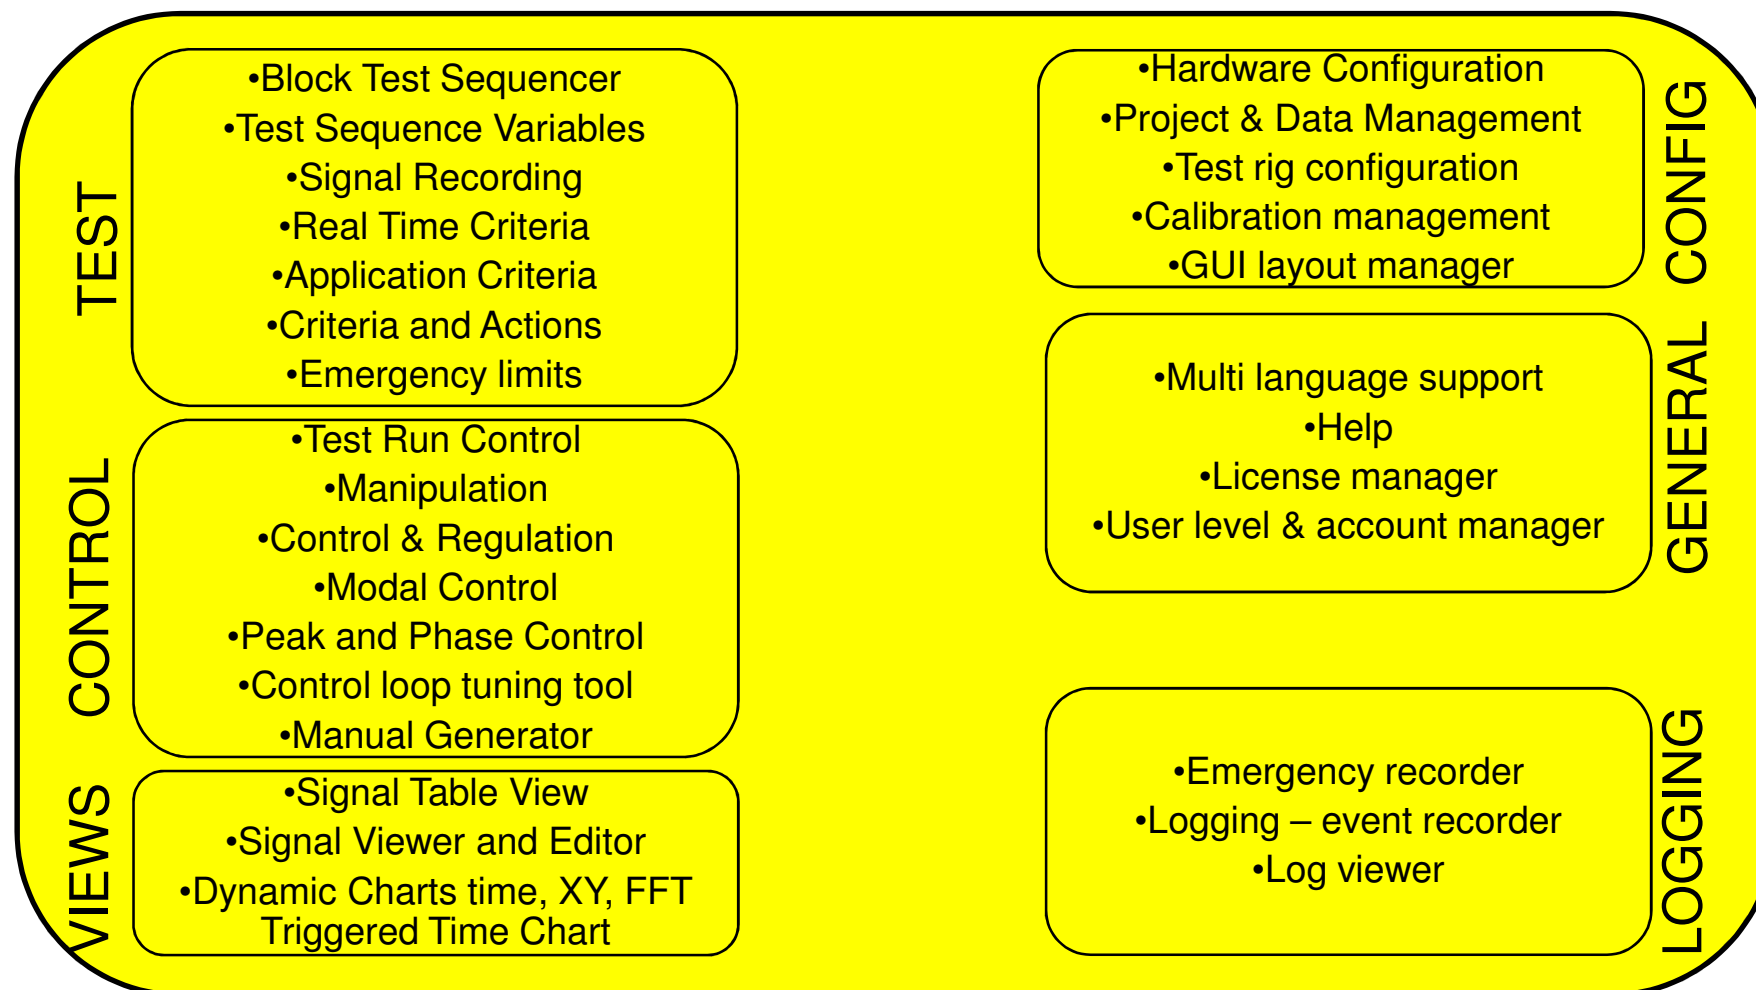 TEST
•Block Test Sequencer
•Test Sequence Variables
•Signal Recording
•Real Time Criteria
•Application Criteria
•Criteria and Actions
•Emergency limits
CONTROL
•Test Run Control
•Manipulation
•Control & Regulation
•Modal Control
•Peak and Phase Control
•Control loop tuning tool
•Manual Generator
VIEWS
•Signal Table View
•Signal Viewer and Editor
•Dynamic Charts time, XY, FFT
Triggered Time Chart
CONFIG
•Hardware Configuration
•Project & Data Management
•Test rig configuration
•Calibration management
•GUI layout manager
GENERAL
•Multi language support
•Help
•License manager
•User level & account manager
LOGGING
•Emergency recorder
•Logging – event recorder
•Log viewer